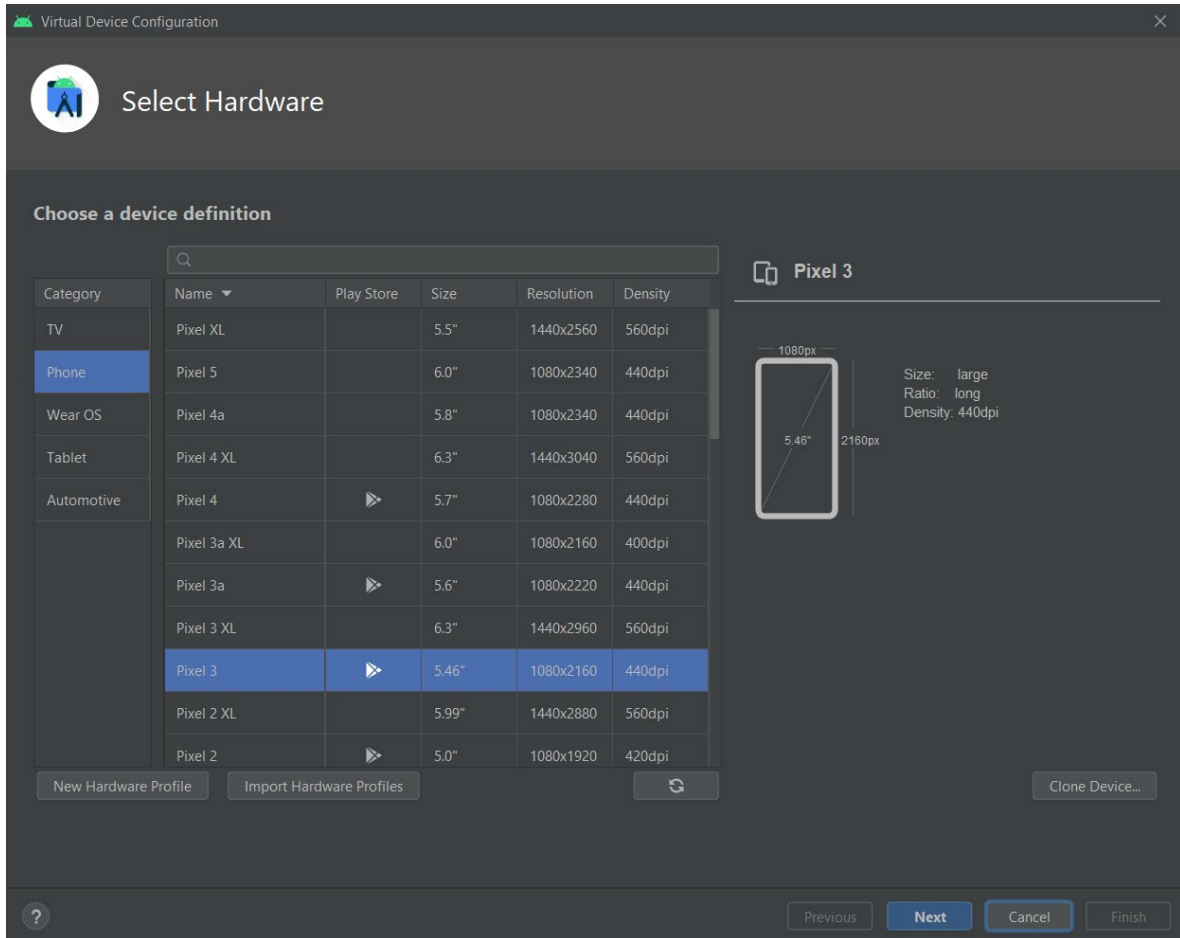 Virtual Device Configuration
Select Hardware
Choose a device definition
Category
TV
Phone
Wear OS
Tablet
Automotive
Name Play Store Size Resolution Density
Pixel XL 5.5" 1440x2560 560dpi
Pixel 5 6.0" 1080x2340 440dpi
Pixel 4a 5.8" 1080x2340 440dpi
Pixel 4 XL 6.3" 1440x3040 560dpi
Pixel 4 5.7" 1080x2280 440dpi
Pixel 3a XL 6.0" 1080x2160 400dpi
Pixel 3a 5.6" 1080x2220 440dpi
Pixel 3 XL 6.3" 1440x2960 560dpi
Pixel 3 5.46" 1080x2160 440dpi
Pixel 2 XL 5.99" 1440x2880 560dpi
Pixel 2 5.0" 1080x1920 420dpi
Pixel 3
1080px
5.46"
2160px
Size: large
Ratio: long
Density: 440dpi
New Hardware Profile Import Hardware Profiles Clone Device...
? Previous Next Cancel Finish